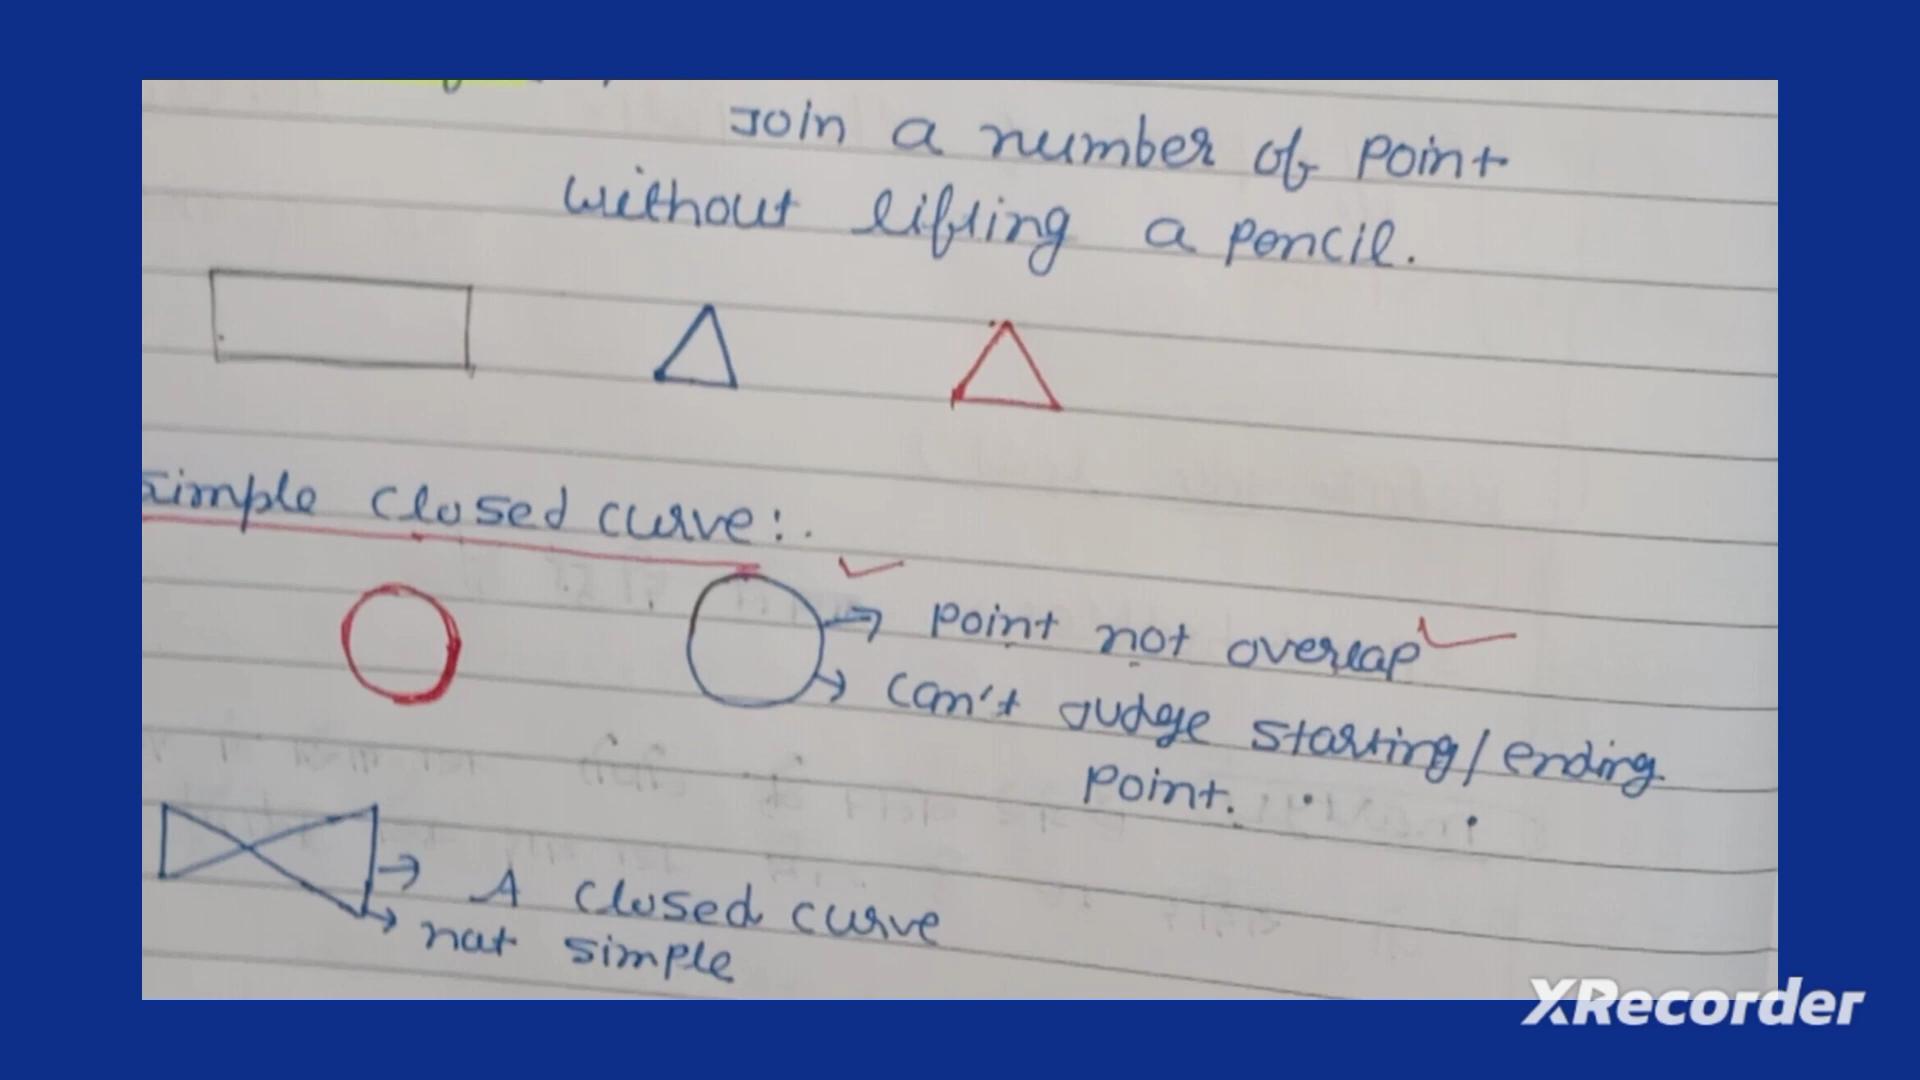 Join a number of point
without lifting a pencil.
simple closed curve:.
point not overlap
can't Judge starting/ending
point.
A closed curve
not simple
XRecorder